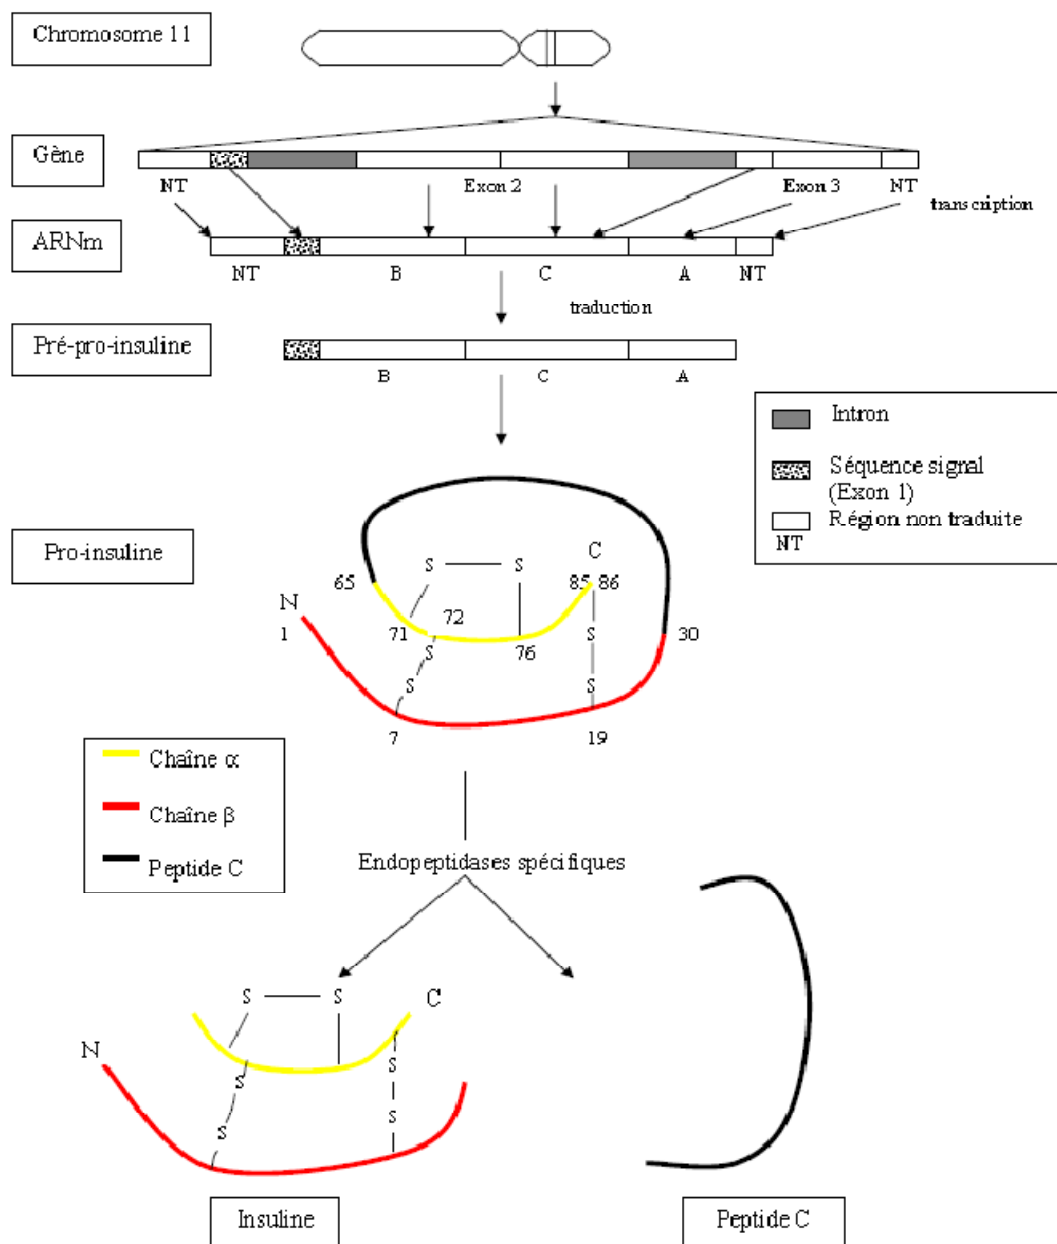 Chromosome 11
Gène
NT
Exon 2
Exon 3
NT
transcription
ARNm
NT
B
C
A
NT
traduction
Pré-pro-insuline
B
C
A
Intron
Séquence signal
(Exon 1)
Région non traduite
NT
Pro-insuline
S
S
C
65
85 86
N
72
1
71
S
76
S
30
S
S
7
19
Chaîne α
Chaîne β
Peptide C
Endopeptidases spécifiques
S
S
C
N
S
S
S
S
Insuline
Peptide C